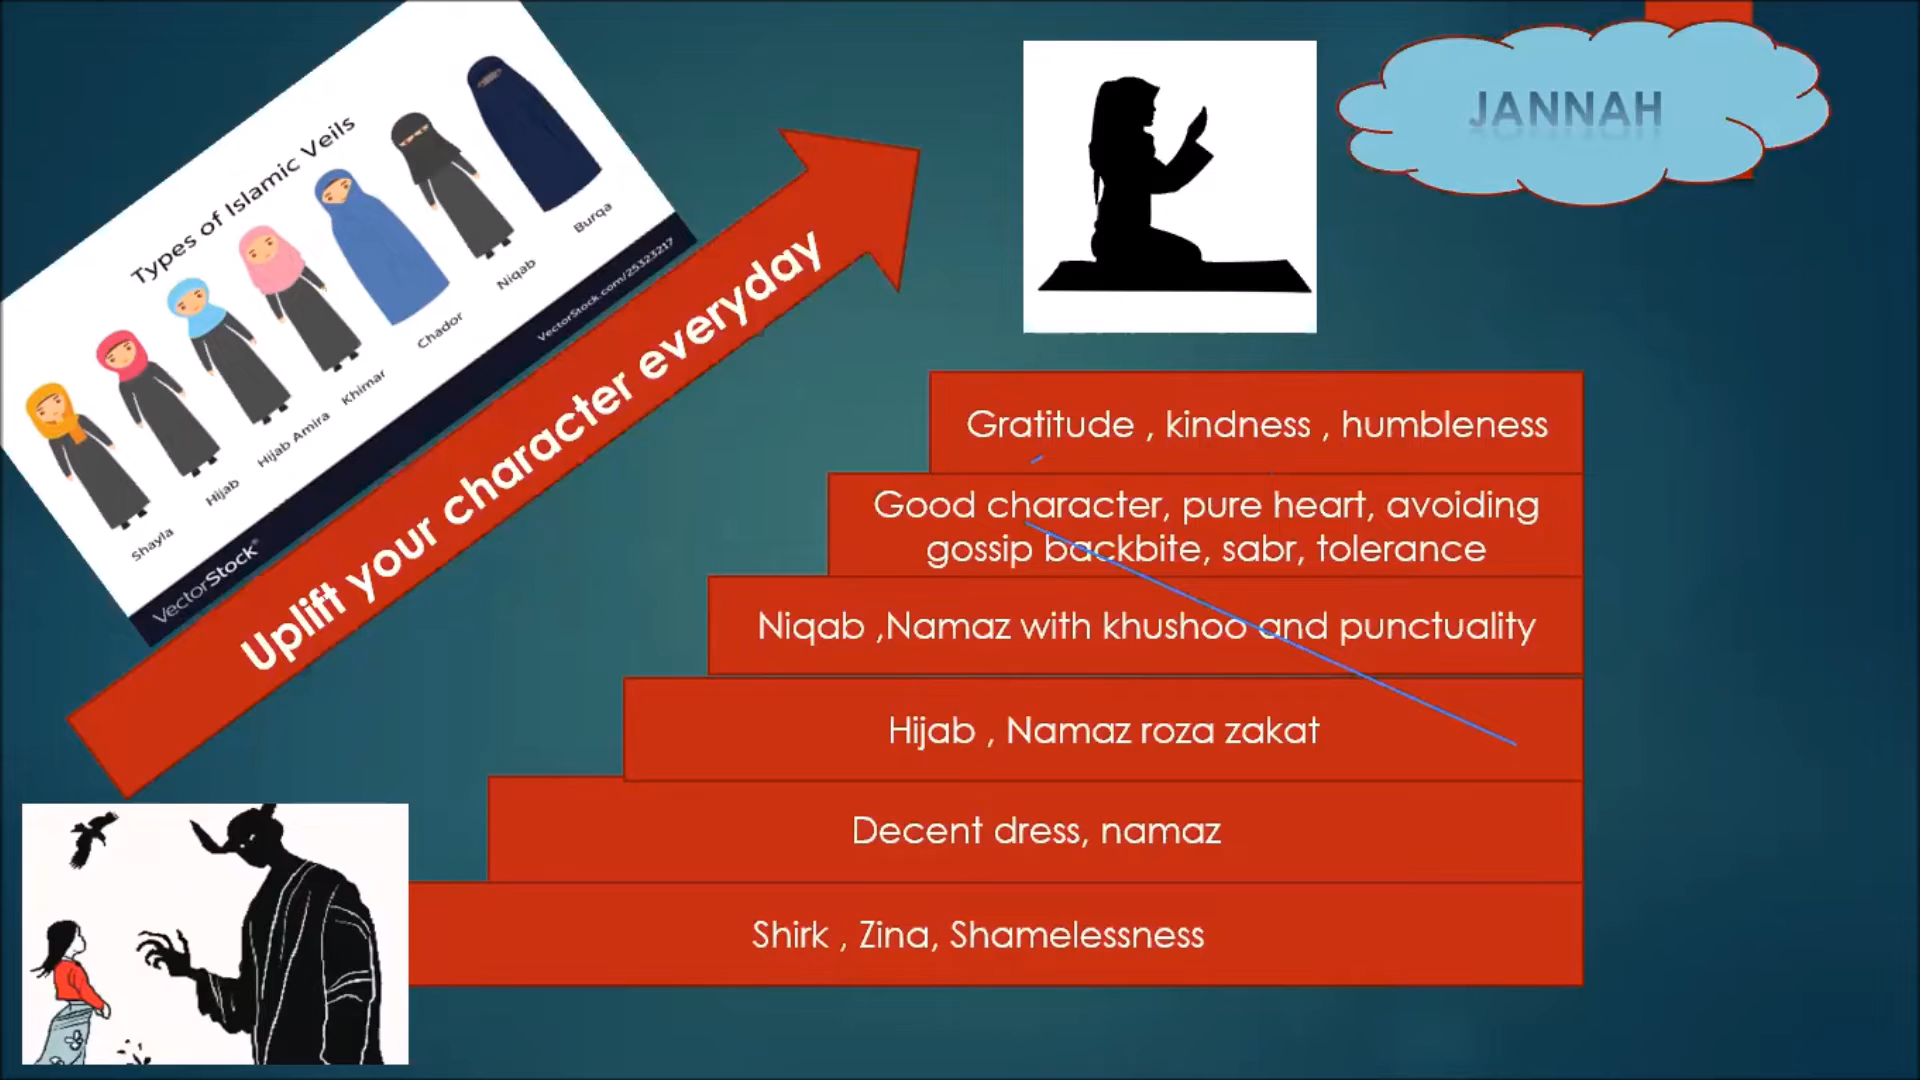 Types of Islamic Veils
Shayla
Hijab
Hijab Amira
Khimar
Chador
Niqab
Burqa
VectorStock®
VectorStock.com/25323217
Uplift your character everyday
JANNAH
Gratitude , kindness , humbleness
Good character, pure heart, avoiding
gossip backbite, sabr, tolerance
Niqab ,Namaz with khushoo and punctuality
Hijab , Namaz roza zakat
Decent dress, namaz
Shirk , Zina, Shamelessness